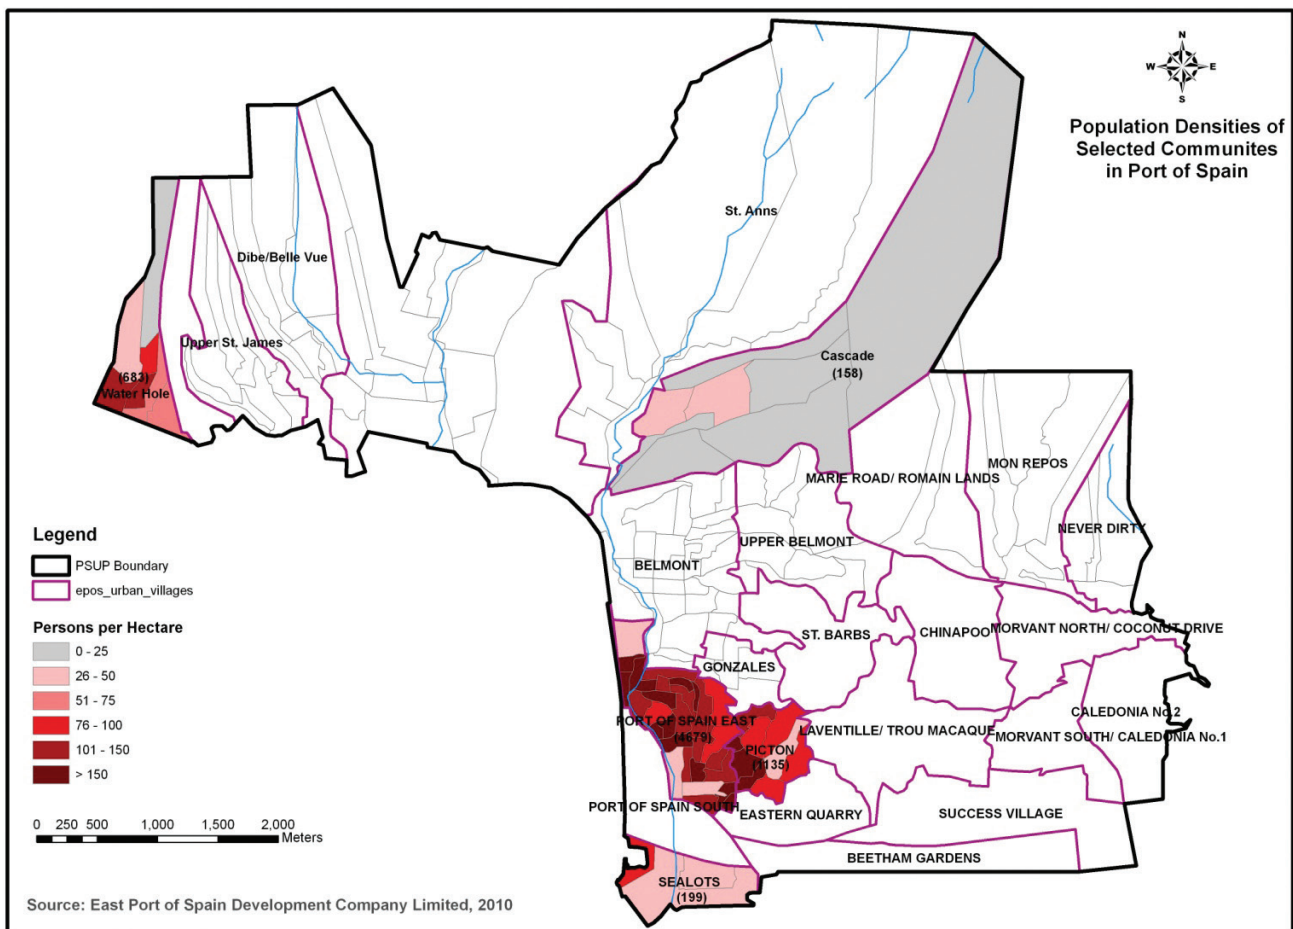 N
W E
S
Population Densities of
Selected Communites
in Port of Spain
St. Anns
Dibe/Belle Vue
Upper St. James
Cascade
(158)
(683)
Water Hole
MON REPOS
MARIE ROAD/ ROMAIN LANDS
NEVER DIRTY
UPPER BELMONT
BELMONT
ST. BARBS
CHINAPOO
MORVANT NORTH/ COCONUT DRIVE
GONZALES
CALEDONIA No.2
PORT OF SPAIN EAST
(4679)
LAVENTILLE/ TROU MACAQUE
MORVANT SOUTH/ CALEDONIA No.1
PICTON
(1135)
PORT OF SPAIN SOUTH
EASTERN QUARRY
SUCCESS VILLAGE
BEETHAM GARDENS
SEALOTS
(199)
Legend
PSUP Boundary
epos_urban_villages
Persons per Hectare
0 - 25
26 - 50
51 - 75
76 - 100
101 - 150
> 150
0 250 500 1,000 1,500 2,000
Meters
Source: East Port of Spain Development Company Limited, 2010